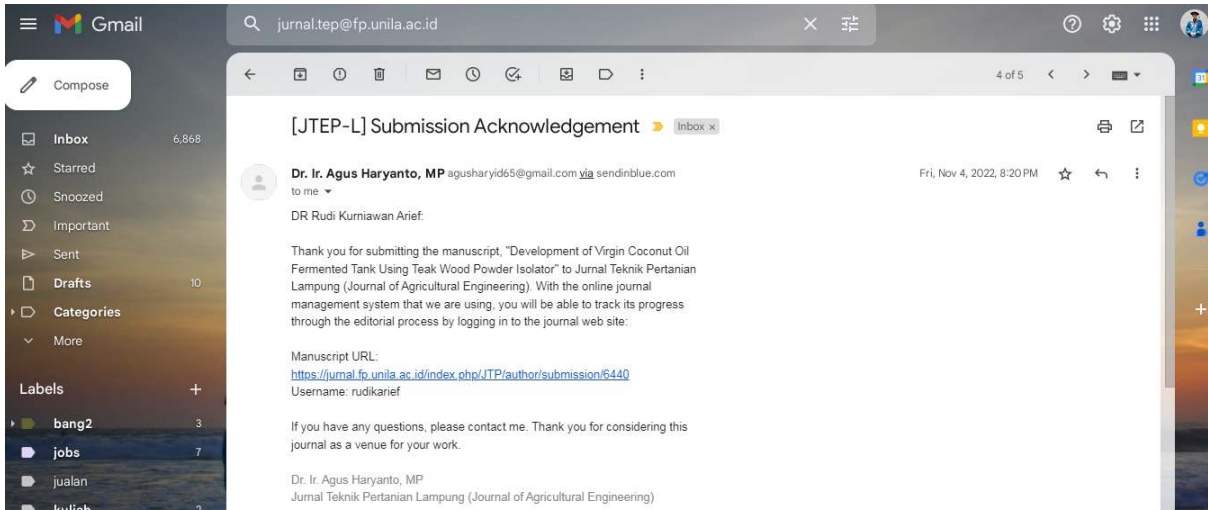 Gmail
jurnal.tep@fp.unila.ac.id
Compose
4 of 5
Inbox 6,868
Starred
Snoozed
Important
Sent
Drafts 10
Categories
More
Labels
bang2 3
jobs 7
jualan
kuliah 2
[JTEP-L] Submission Acknowledgement Inbox x
Dr. Ir. Agus Haryanto, MP agusharyid65@gmail.com via sendinblue.com Fri, Nov 4, 2022, 8:20 PM
to me
DR Rudi Kurniawan Arief:
Thank you for submitting the manuscript, "Development of Virgin Coconut Oil
Fermented Tank Using Teak Wood Powder Isolator" to Jurnal Teknik Pertanian
Lampung (Journal of Agricultural Engineering). With the online journal
management system that we are using, you will be able to track its progress
through the editorial process by logging in to the journal web site:
Manuscript URL:
https://jurnal.fp.unila.ac.id/index.php/JTP/author/submission/6440
Username: rudikarief
If you have any questions, please contact me. Thank you for considering this
journal as a venue for your work.
Dr. Ir. Agus Haryanto, MP
Jurnal Teknik Pertanian Lampung (Journal of Agricultural Engineering)
31